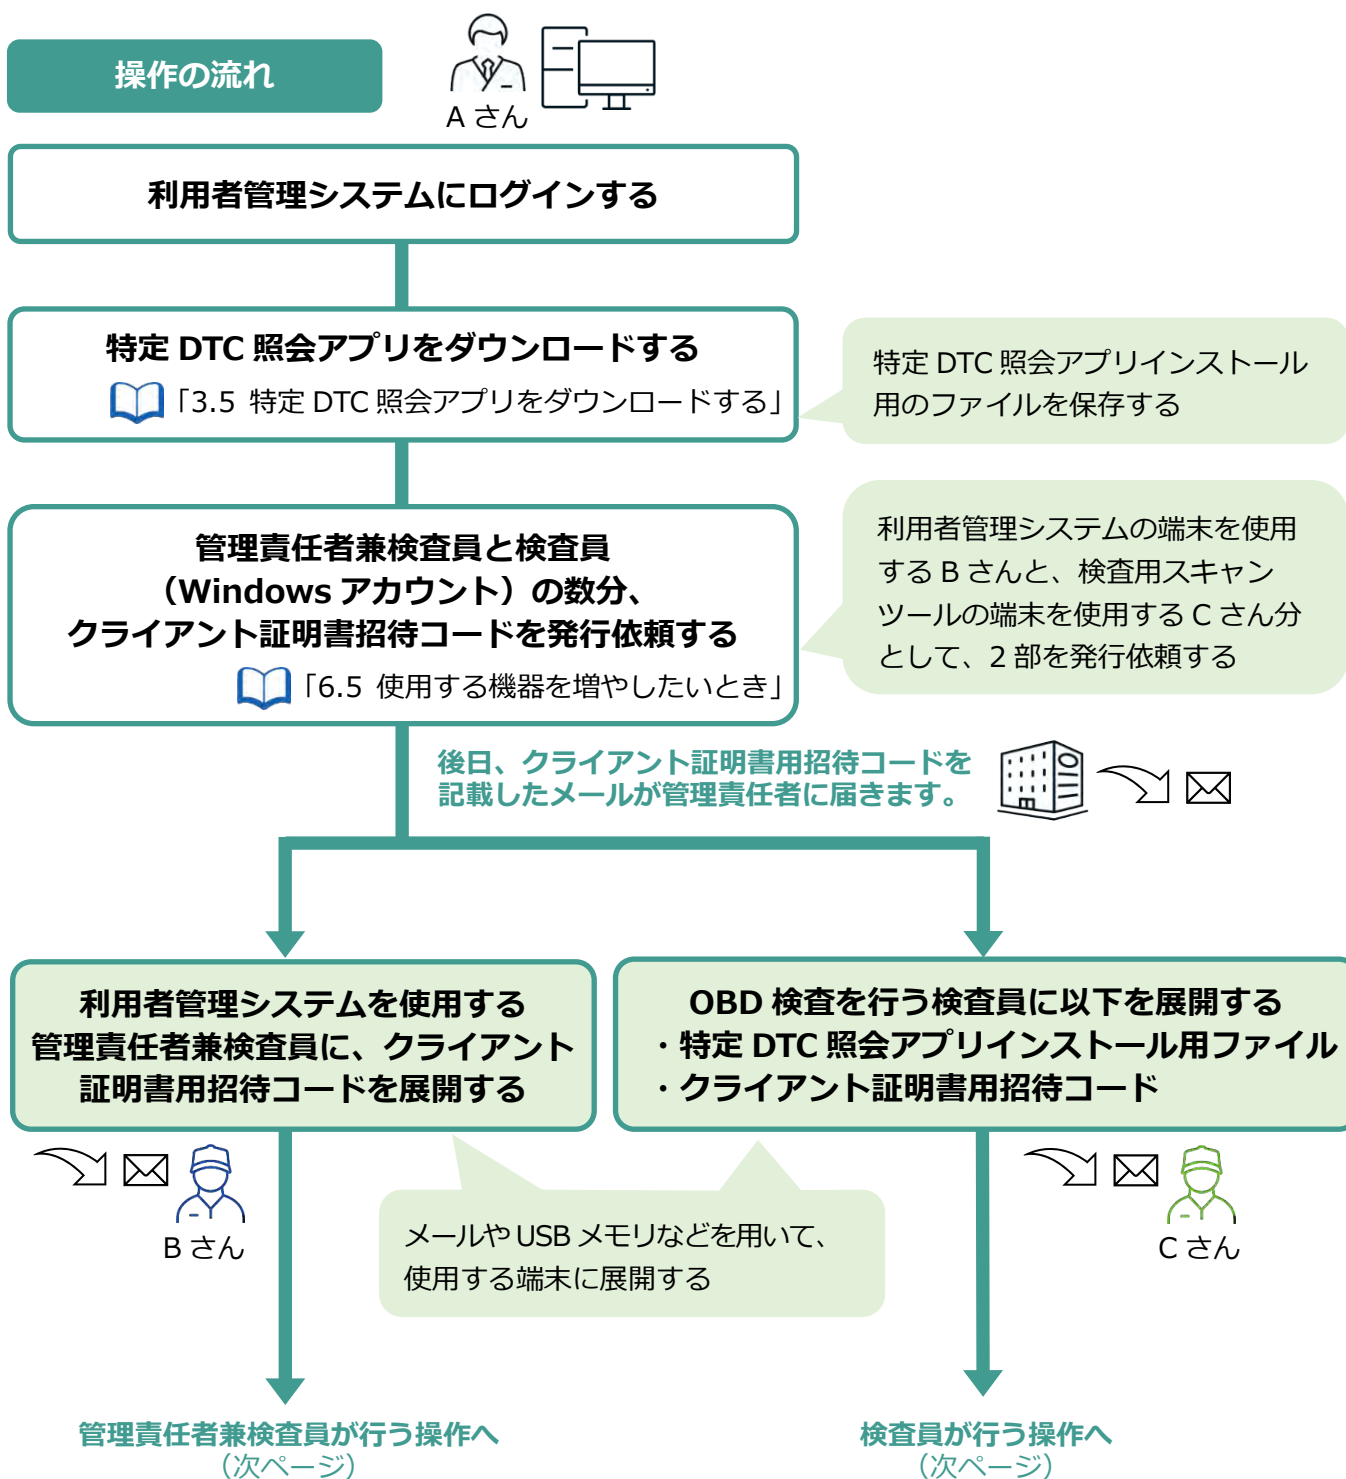 操作の流れ
Aさん
利用者管理システムにログインする
特定 DTC 照会アプリをダウンロードする
「3.5 特定 DTC 照会アプリをダウンロードする」
特定 DTC 照会アプリインストール
用のファイルを保存する
管理責任者兼検査員と検査員
（Windows アカウント）の数分、
クライアント証明書招待コードを発行依頼する
「6.5 使用する機器を増やしたいとき」
利用者管理システムの端末を使用
する B さんと、検査用スキャン
ツールの端末を使用する C さん分
として、2 部を発行依頼する
後日、クライアント証明書用招待コードを
記載したメールが管理責任者に届きます。
利用者管理システムを使用する
管理責任者兼検査員に、クライアント
証明書用招待コードを展開する
OBD 検査を行う検査員に以下を展開する
・特定 DTC 照会アプリインストール用ファイル
・クライアント証明書用招待コード
Bさん
Cさん
メールや USB メモリなどを用いて、
使用する端末に展開する
管理責任者兼検査員が行う操作へ
（次ページ）
検査員が行う操作へ
（次ページ）